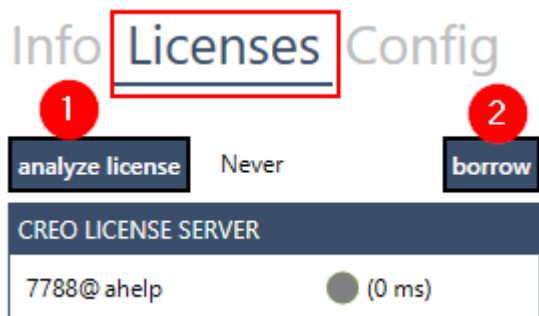 Info Licenses Config
1 2
analyze license Never borrow
CREO LICENSE SERVER
7788@ ahelp (0 ms)